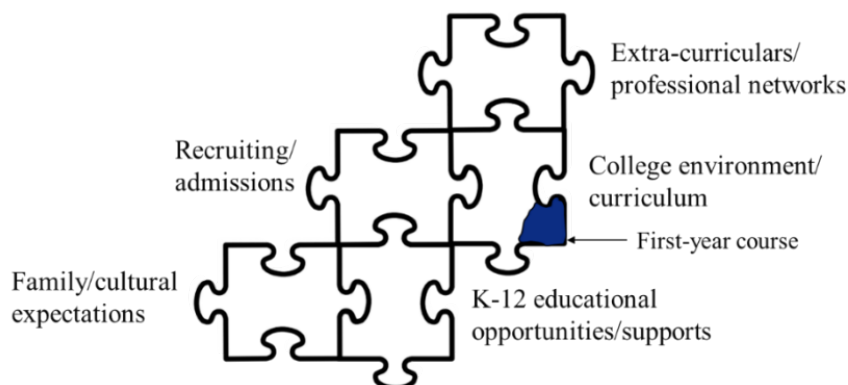 Extra-curriculars/
professional networks
Recruiting/
admissions
College environment/
curriculum
First-year course
Family/cultural
expectations
K-12 educational
opportunities/supports